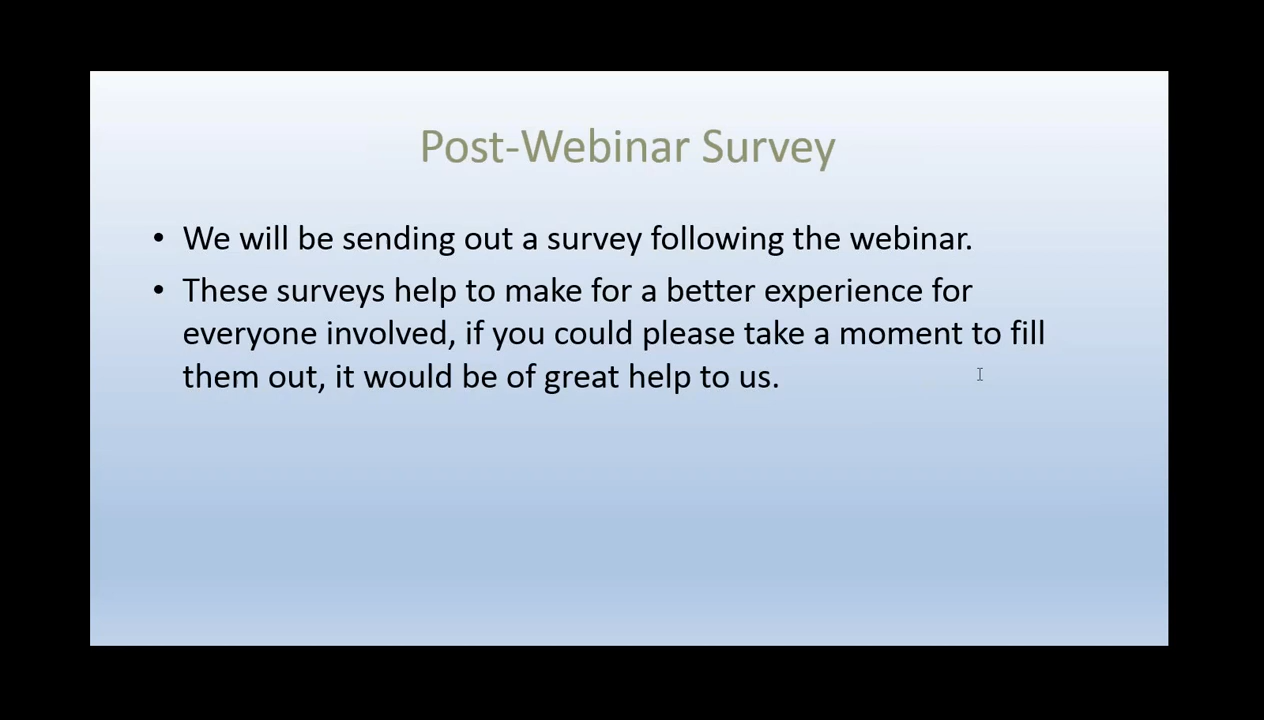 Post-Webinar Survey
• We will be sending out a survey following the webinar.
• These surveys help to make for a better experience for
everyone involved, if you could please take a moment to fill
them out, it would be of great help to us.